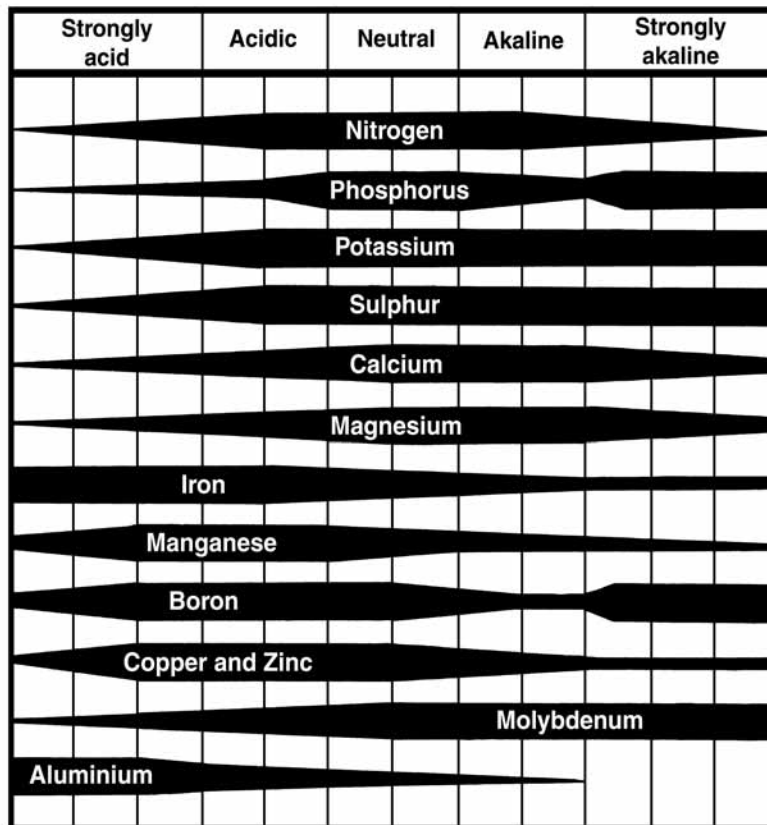 Strongly acid
Acidic
Neutral
Akaline
Strongly akaline
Nitrogen
Phosphorus
Potassium
Sulphur
Calcium
Magnesium
Iron
Manganese
Boron
Copper and Zinc
Molybdenum
Aluminium